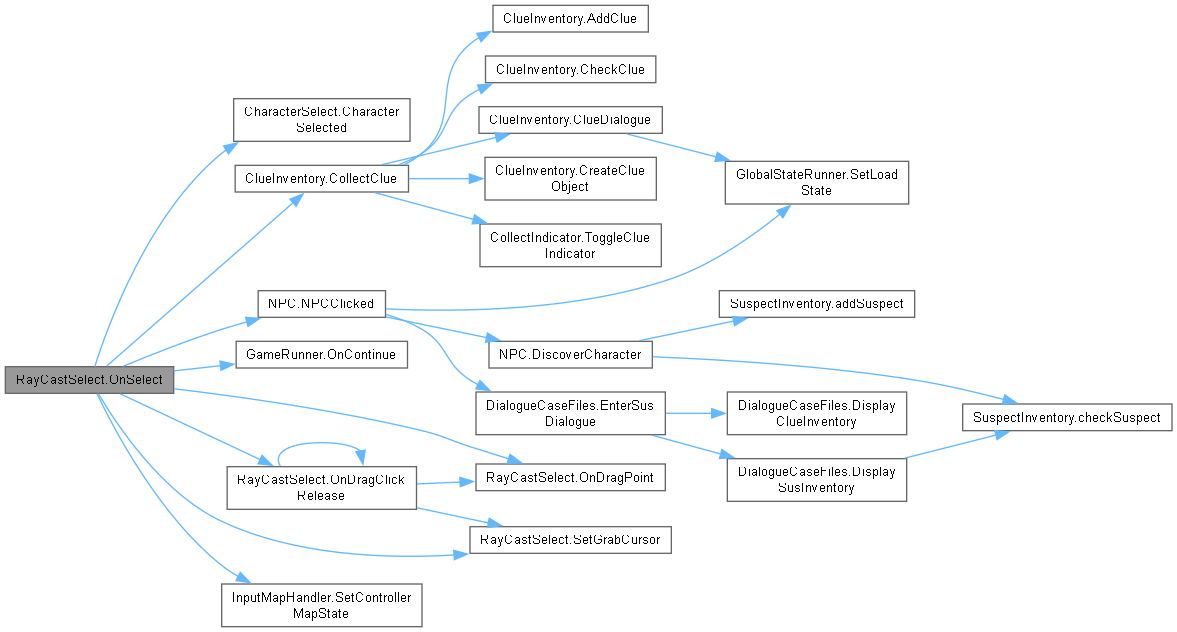 ClueInventory.AddClue
ClueInventory.CheckClue
CharacterSelect.Character
Selected
ClueInventory.ClueDialogue
ClueInventory.CollectClue
ClueInventory.CreateClue
Object
GlobalStateRunner.SetLoad
State
CollectIndicator.ToggleClue
Indicator
NPC.NPCClicked
SuspectInventory.addSuspect
GameRunner.OnContinue
NPC.DiscoverCharacter
RayCastSelect.OnSelect
DialogueCaseFiles.EnterSus
Dialogue
DialogueCaseFiles.Display
ClueInventory
SuspectInventory.checkSuspect
RayCastSelect.OnDragClick
Release
RayCastSelect.OnDragPoint
DialogueCaseFiles.Display
SusInventory
RayCastSelect.SetGrabCursor
InputMapHandler.SetController
MapState